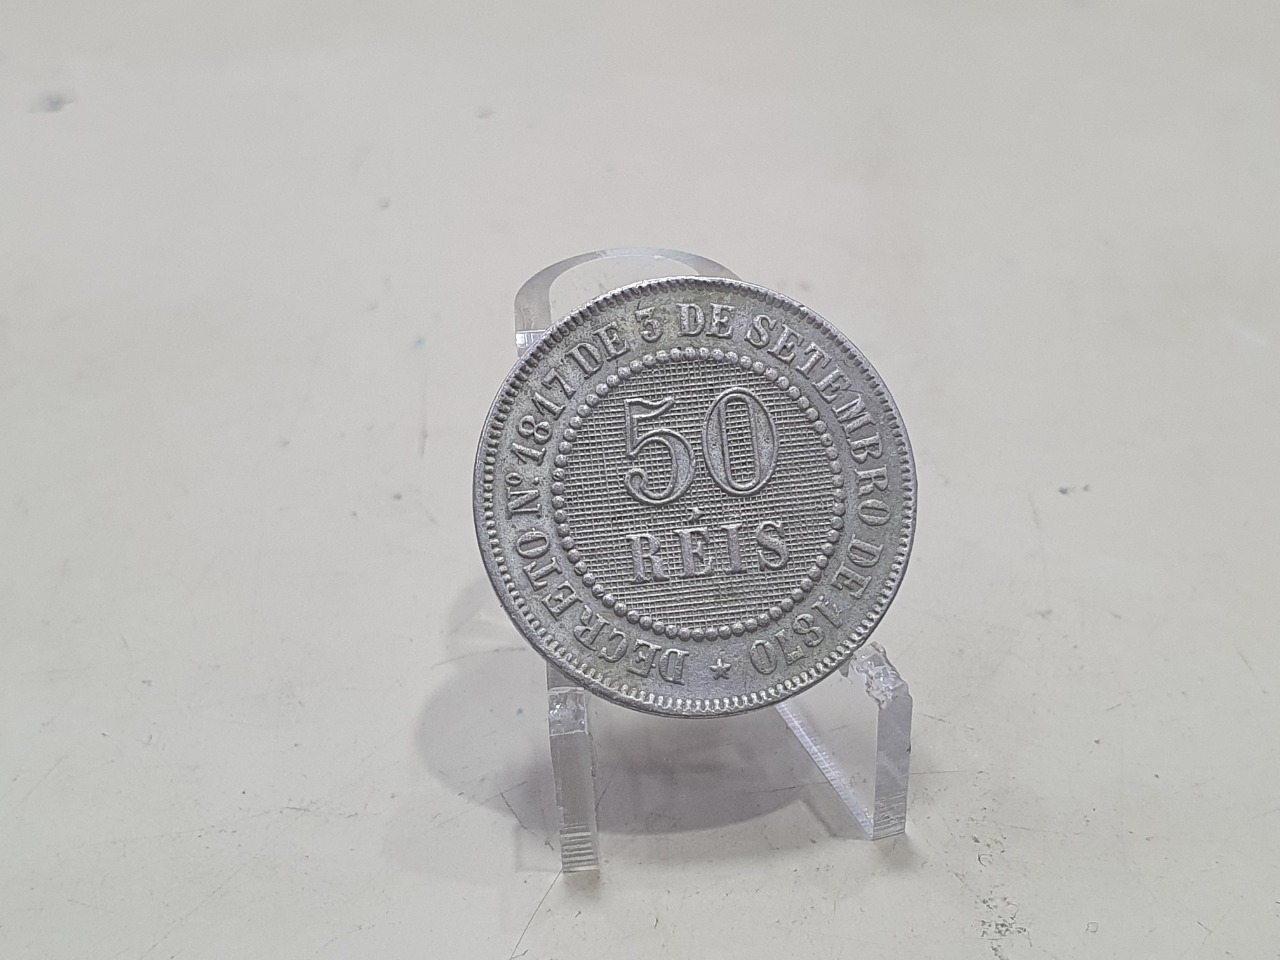 DECRETO Nº 1817 DE 3 DE SETEMBRO DE 1870
50
RÉIS